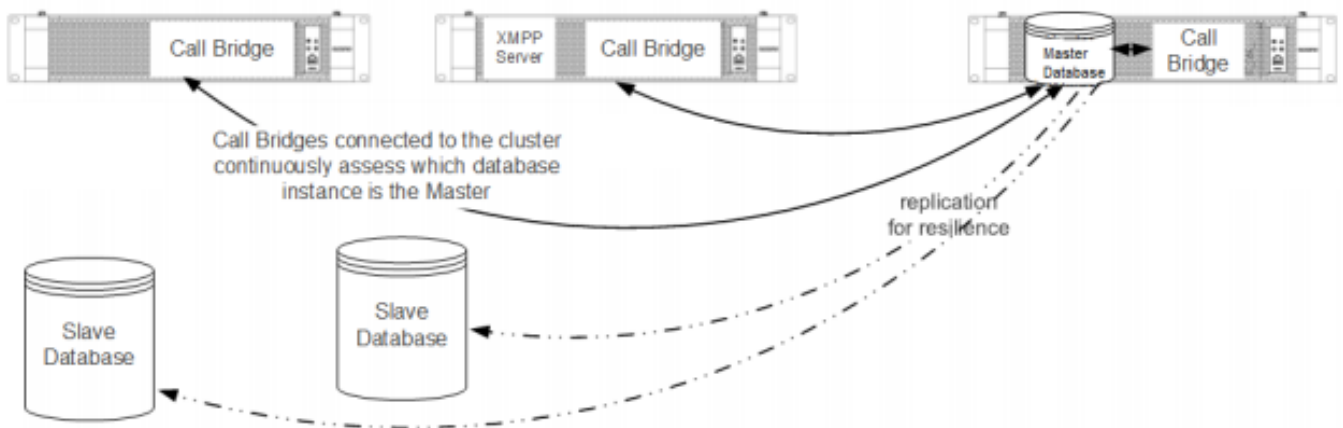 Call Bridge
XMPP
Server
Call Bridge
Master
Database
Call
Bridge
Call Bridges connected to the cluster
continuously assess which database
instance is the Master
replication
for resilience
Slave
Database
Slave
Database